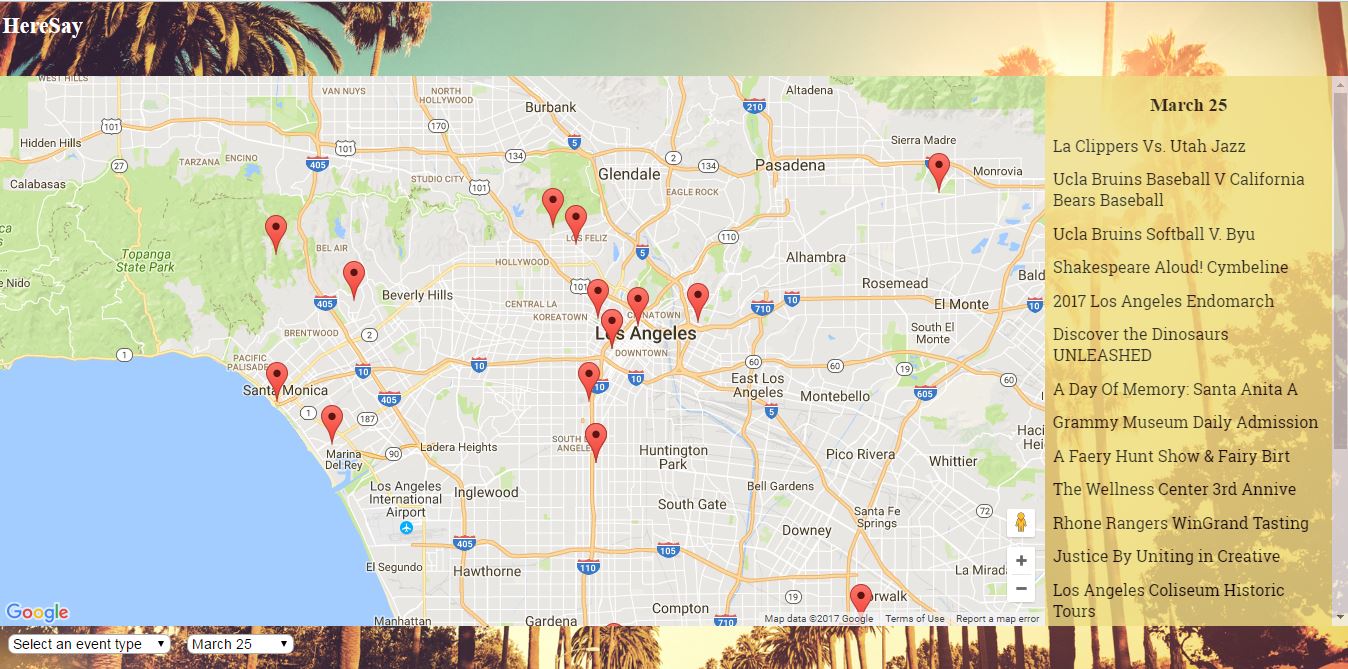 HereSay
WEST HILLS
VAN NUYS
NORTH
HOLLYWOOD
Burbank
Altadena
210
101
170
5
Hidden Hills
101
Sierra Madre
134
2
134
27
TARZANA
ENCINO
405
Pasadena
Monrovia
Glendale
STUDIO CITY
101
Calabasas
EAGLE ROCK
Topanga
State Park
BEL AIR
LOS FELIZ
110
5
Alhambra
HOLLYWOOD
101
Rosemead
Beverly Hills
405
CENTRAL LA
KOREATOWN
CHINATOWN
710
10
El Monte
10
BRENTWOOD
2
Los Angeles
South El
Monte
DOWNTOWN
1
PACIFIC
PALISADES
10
10
60
60
19
60
10
10
East Los
Angeles
Santa Monica
405
Montebello
605
1
187
5
90
Ladera Heights
SOUTH
Huntington
Park
Pico Rivera
Whittier
Marina
Del Rey
Los Angeles
International
Airport
Inglewood
Bell Gardens
South Gate
72
Santa Fe
Springs
Downey
405
105
El Segundo
Hawthorne
110
La Mirada
19
Norwalk
Compton
Google
Manhattan
Gardena
710
Map data ©2017 Google
Terms of Use
Report a map error
March 25
La Clippers Vs. Utah Jazz
Ucla Bruins Baseball V California
Bears Baseball
Ucla Bruins Softball V. Byu
Shakespeare Aloud! Cymbeline
2017 Los Angeles Endomarch
Discover the Dinosaurs
UNLEASHED
A Day Of Memory: Santa Anita A
Grammy Museum Daily Admission
A Faery Hunt Show & Fairy Birt
The Wellness Center 3rd Annive
Rhone Rangers WinGrand Tasting
Justice By Uniting in Creative
Los Angeles Coliseum Historic
Tours
Select an event type
March 25